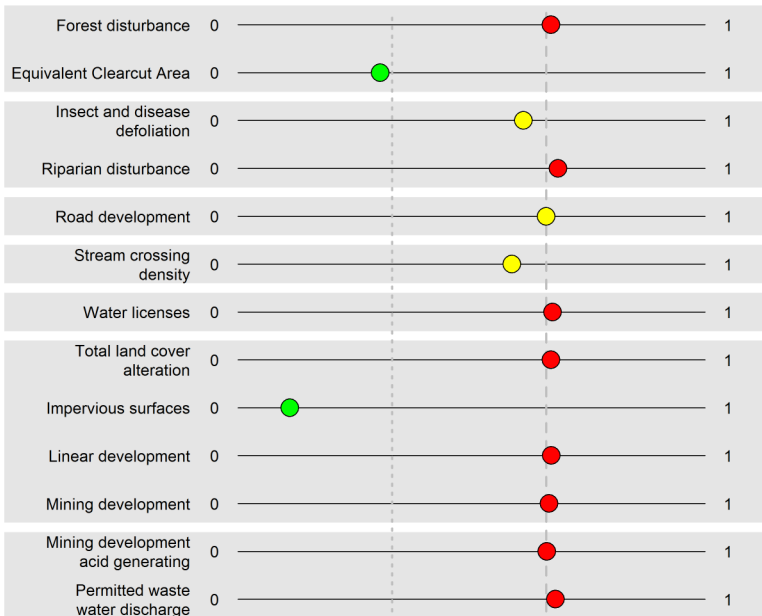 Forest disturbance 0 1
Equivalent Clearcut Area 0 1
Insect and disease
defoliation 0 1
Riparian disturbance 0 1
Road development 0 1
Stream crossing
density 0 1
Water licenses 0 1
Total land cover
alteration 0 1
Impervious surfaces 0 1
Linear development 0 1
Mining development 0 1
Mining development
acid generating 0 1
Permitted waste
water discharge 0 1